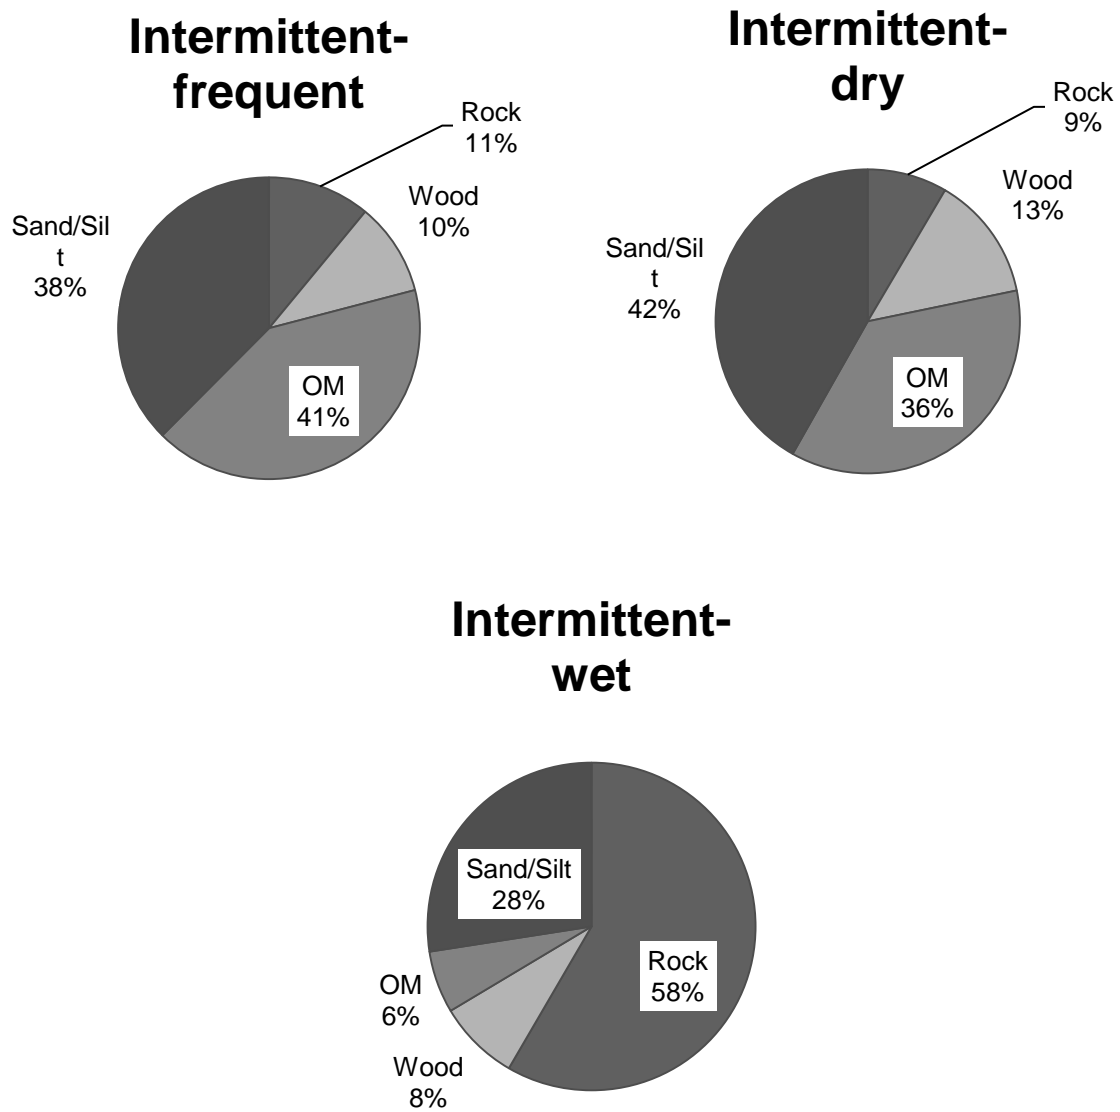 Intermittent-
frequent
Rock
11%
Wood
10%
Sand/Sil
t
38%
OM
41%
Intermittent-
dry
Rock
9%
Wood
13%
Sand/Sil
t
42%
OM
36%
Intermittent-
wet
Sand/Silt
28%
Rock
58%
OM
6%
Wood
8%